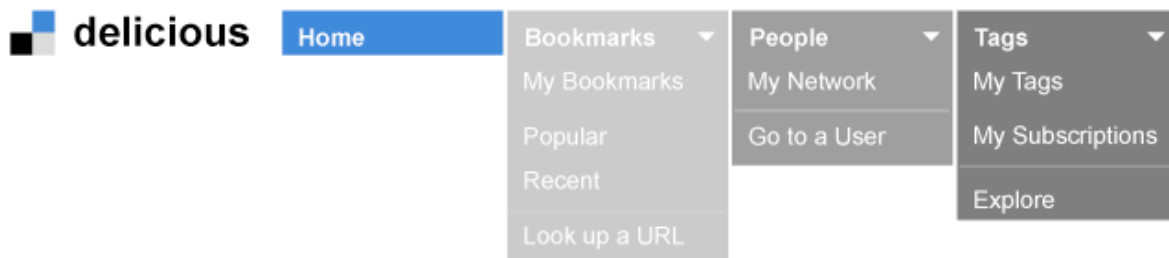 delicious
Home
Bookmarks
My Bookmarks
Popular
Recent
Look up a URL
People
My Network
Go to a User
Tags
My Tags
My Subscriptions
Explore